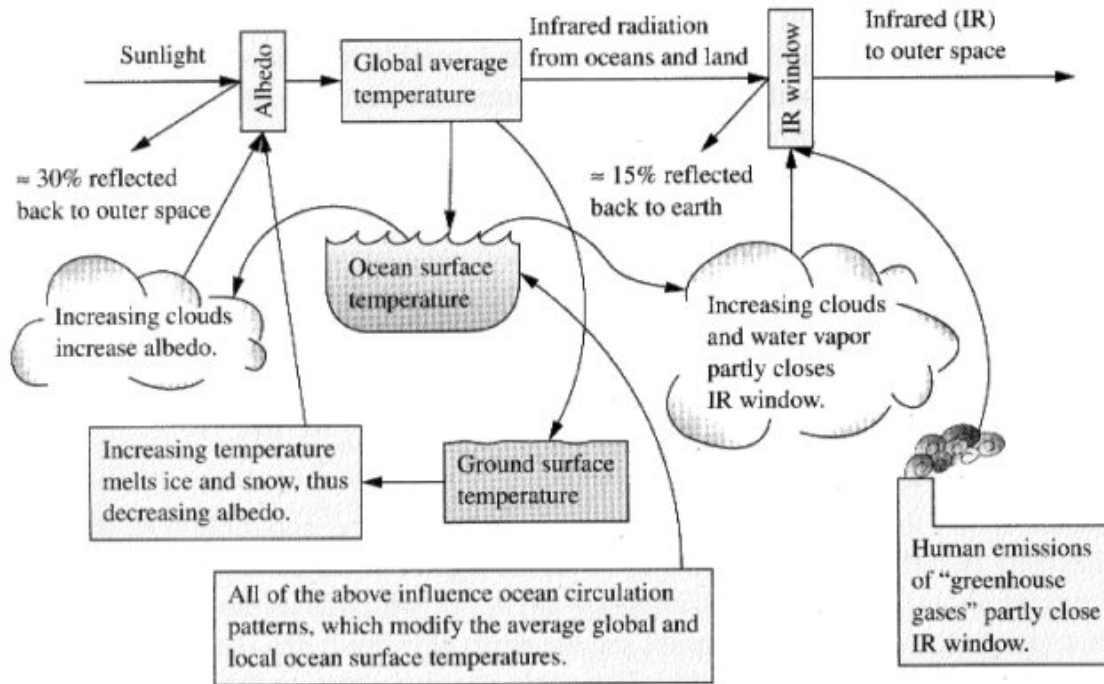 Sunlight
Albedo
Global average
temperature
Infrared radiation
from oceans and land
IR window
Infrared (IR)
to outer space
≈ 30% reflected
back to outer space
≈ 15% reflected
back to earth
Increasing clouds
increase albedo.
Ocean surface
temperature
Increasing clouds
and water vapor
partly closes
IR window.
Increasing temperature
melts ice and snow, thus
decreasing albedo.
Ground surface
temperature
All of the above influence ocean circulation
patterns, which modify the average global and
local ocean surface temperatures.
Human emissions
of “greenhouse
gases” partly close
IR window.